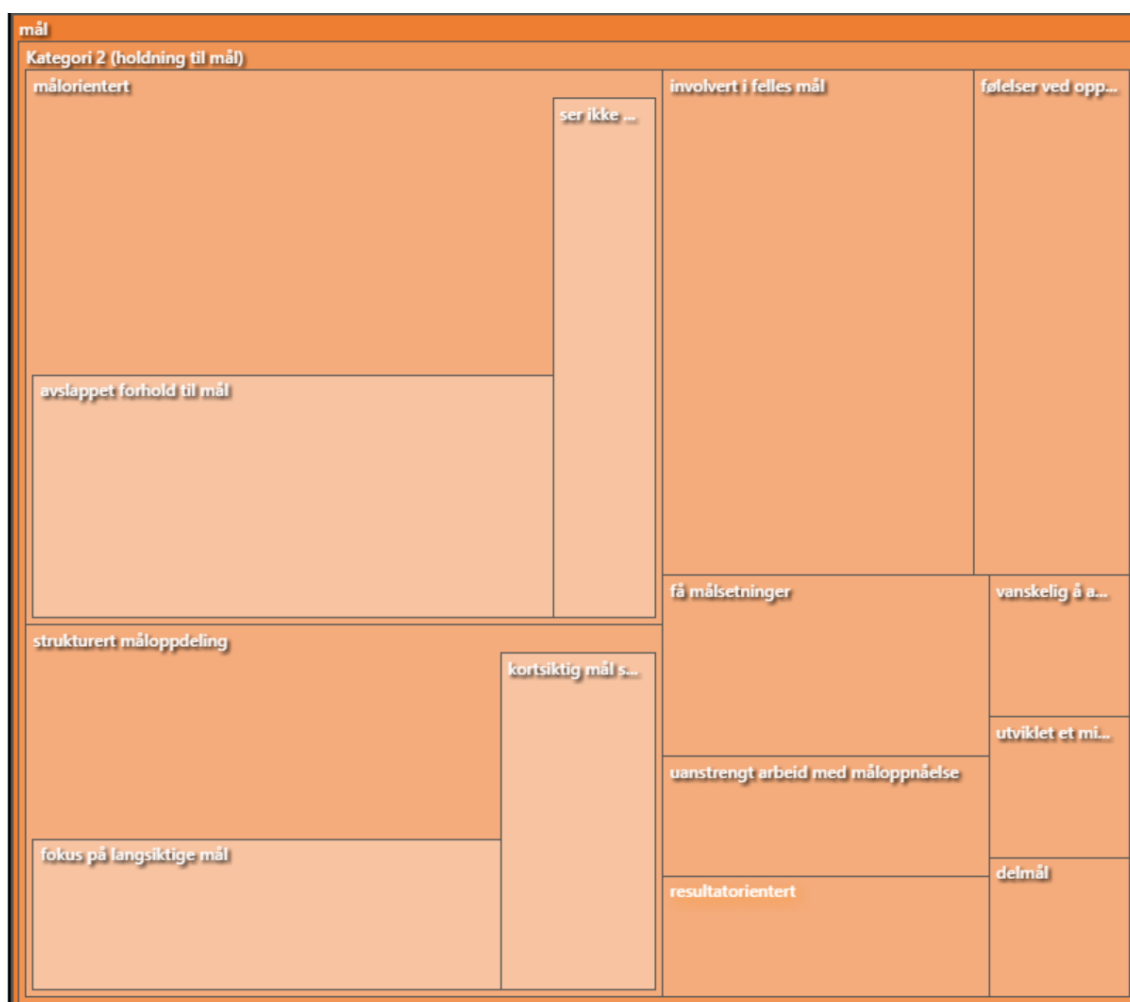 mål
Kategori 2 (holdning til mål)
målorientert
ser ikke ...
avslappet forhold til mål
strukturert måloppdeling
kortsiktig mål s...
fokus på langsiktige mål
involvert i felles mål
følelser ved opp...
få målsetninger
vanskelig å a...
uanstrengt arbeid med måloppnåelse
utviklet et mi...
resultatorientert
delmål